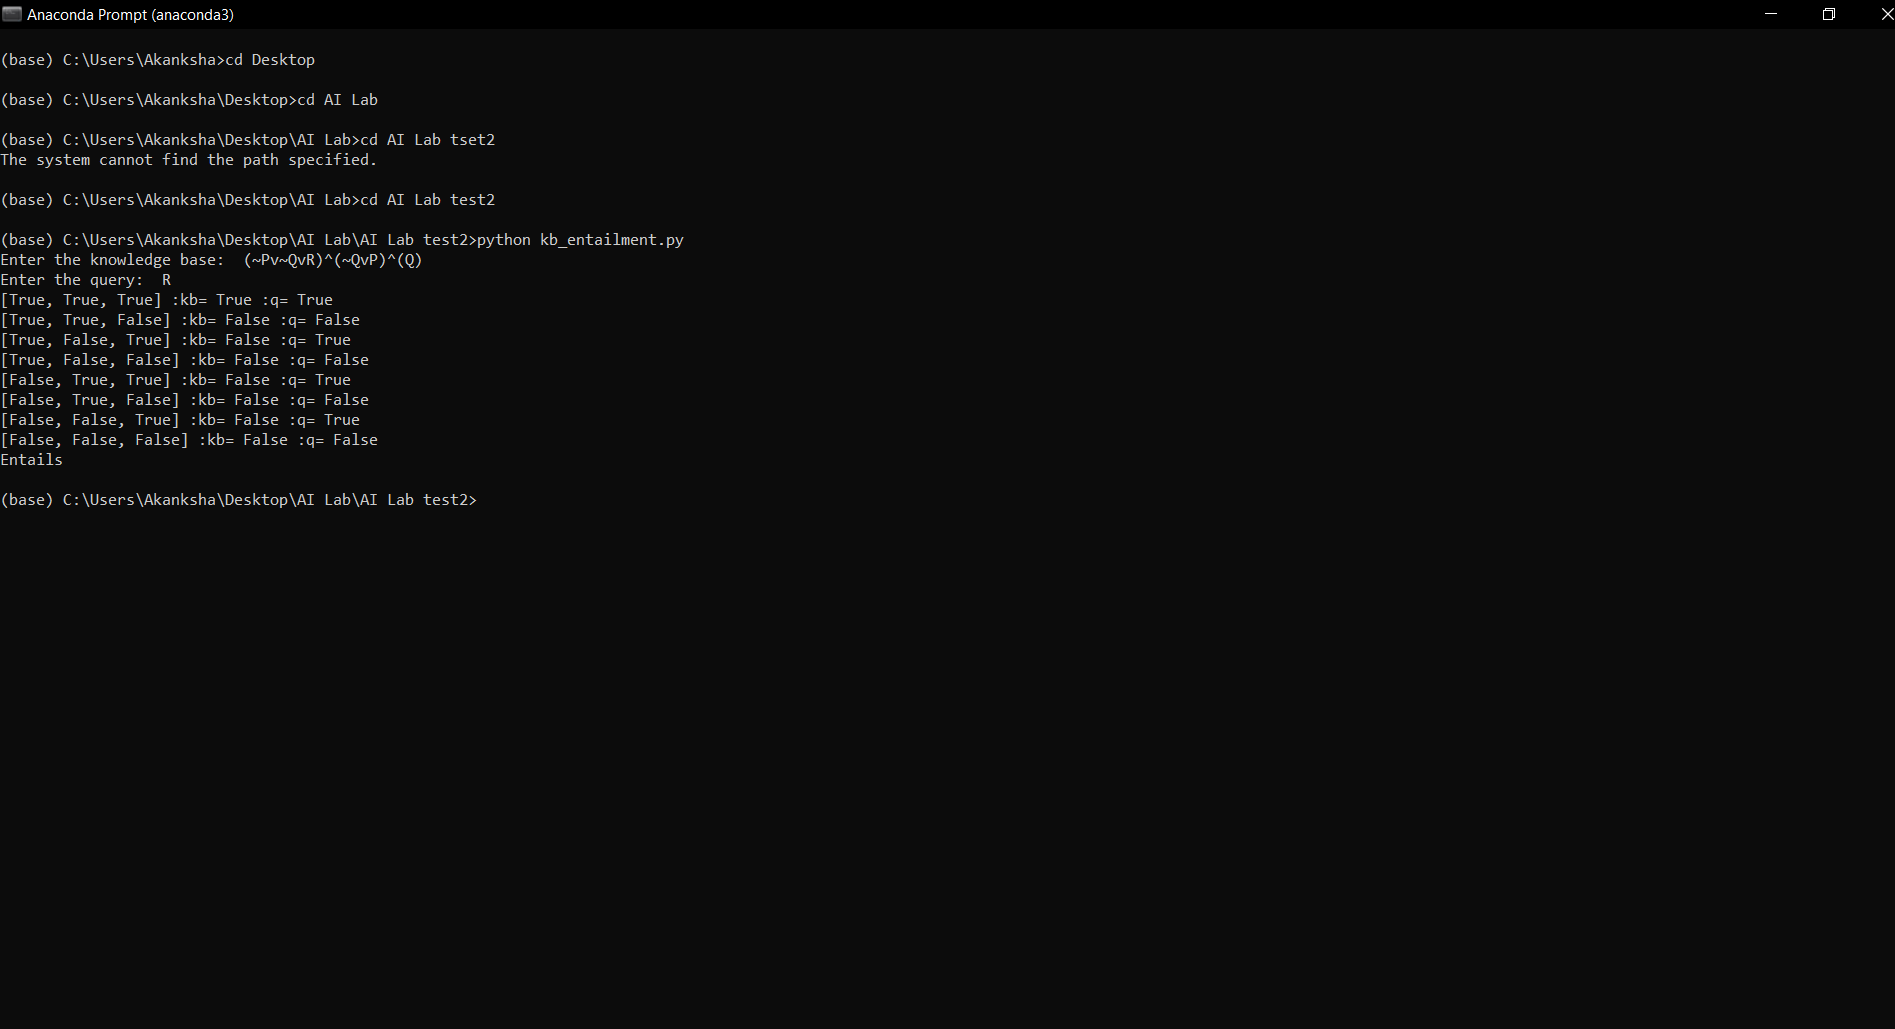 Anaconda Prompt (anaconda3)
(base) C:\Users\Akanksha>cd Desktop
(base) C:\Users\Akanksha\Desktop>cd AI Lab
(base) C:\Users\Akanksha\Desktop\AI Lab>cd AI Lab tset2
The system cannot find the path specified.
(base) C:\Users\Akanksha\Desktop\AI Lab>cd AI Lab test2
(base) C:\Users\Akanksha\Desktop\AI Lab\AI Lab test2>python kb_entailment.py
Enter the knowledge base:  (~Pv~QvR)^(~QvP)^(Q)
Enter the query:  R
[True, True, True] :kb= True :q= True
[True, True, False] :kb= False :q= False
[True, False, True] :kb= False :q= True
[True, False, False] :kb= False :q= False
[False, True, True] :kb= False :q= True
[False, True, False] :kb= False :q= False
[False, False, True] :kb= False :q= True
[False, False, False] :kb= False :q= False
Entails
(base) C:\Users\Akanksha\Desktop\AI Lab\AI Lab test2>